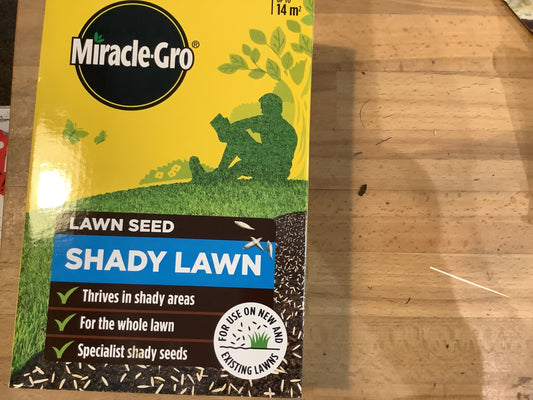 14 m²
Miracle-Gro®
LAWN SEED
SHADY LAWN
Thrives in shady areas
For the whole lawn
Specialist shady seeds
FOR USE ON NEW AND
EXISTING LAWNS